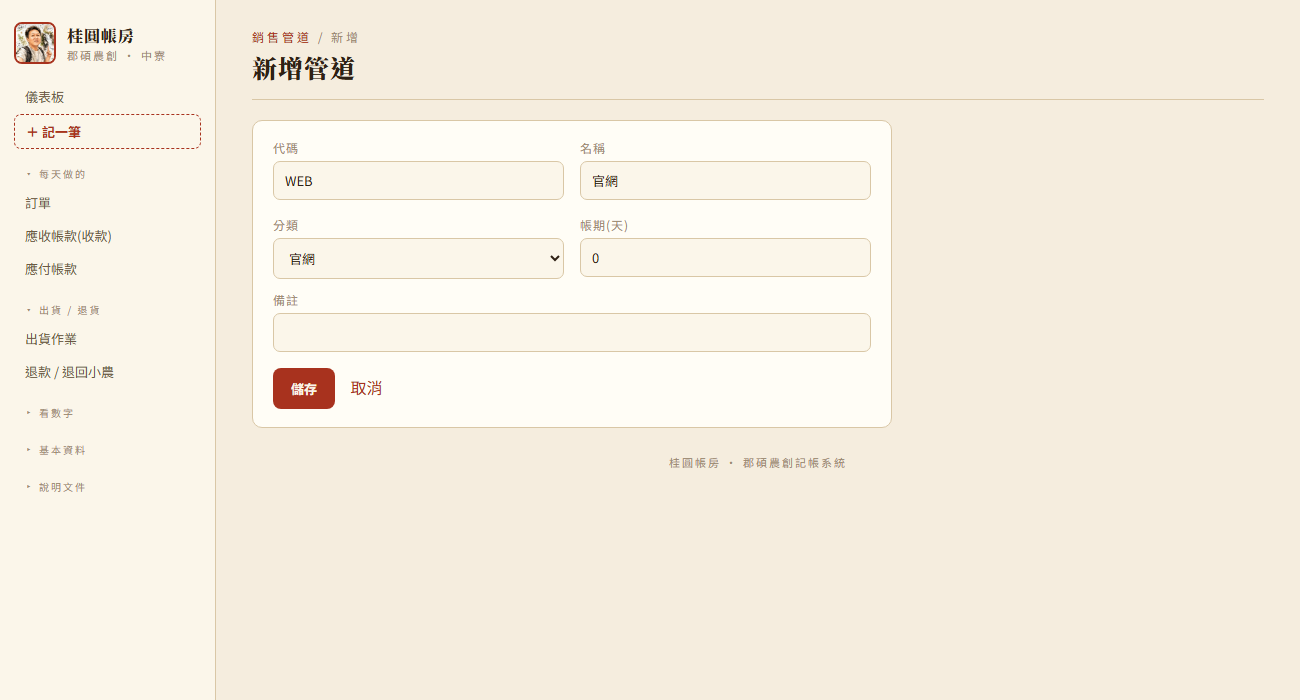 桂圓帳房
郡碩農創 · 中寮
儀表板
＋ 記一筆
每天做的
訂單
應收帳款(收款)
應付帳款
出貨 / 退貨
出貨作業
退款 / 退回小農
看數字
基本資料
說明文件
銷售管道 / 新增
新增管道
代碼
名稱
WEB
官網
分類
帳期(天)
官網
0
備註
儲存
取消
桂圓帳房 · 郡碩農創記帳系統